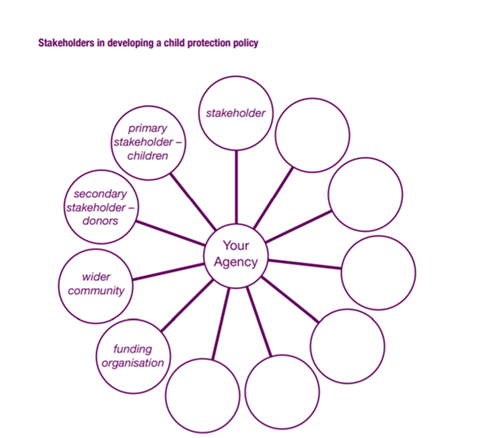 Stakeholders in developing a child protection policy
stakeholder
primary
stakeholder –
children
secondary
stakeholder –
donors
Your
Agency
wider
community
funding
organisation